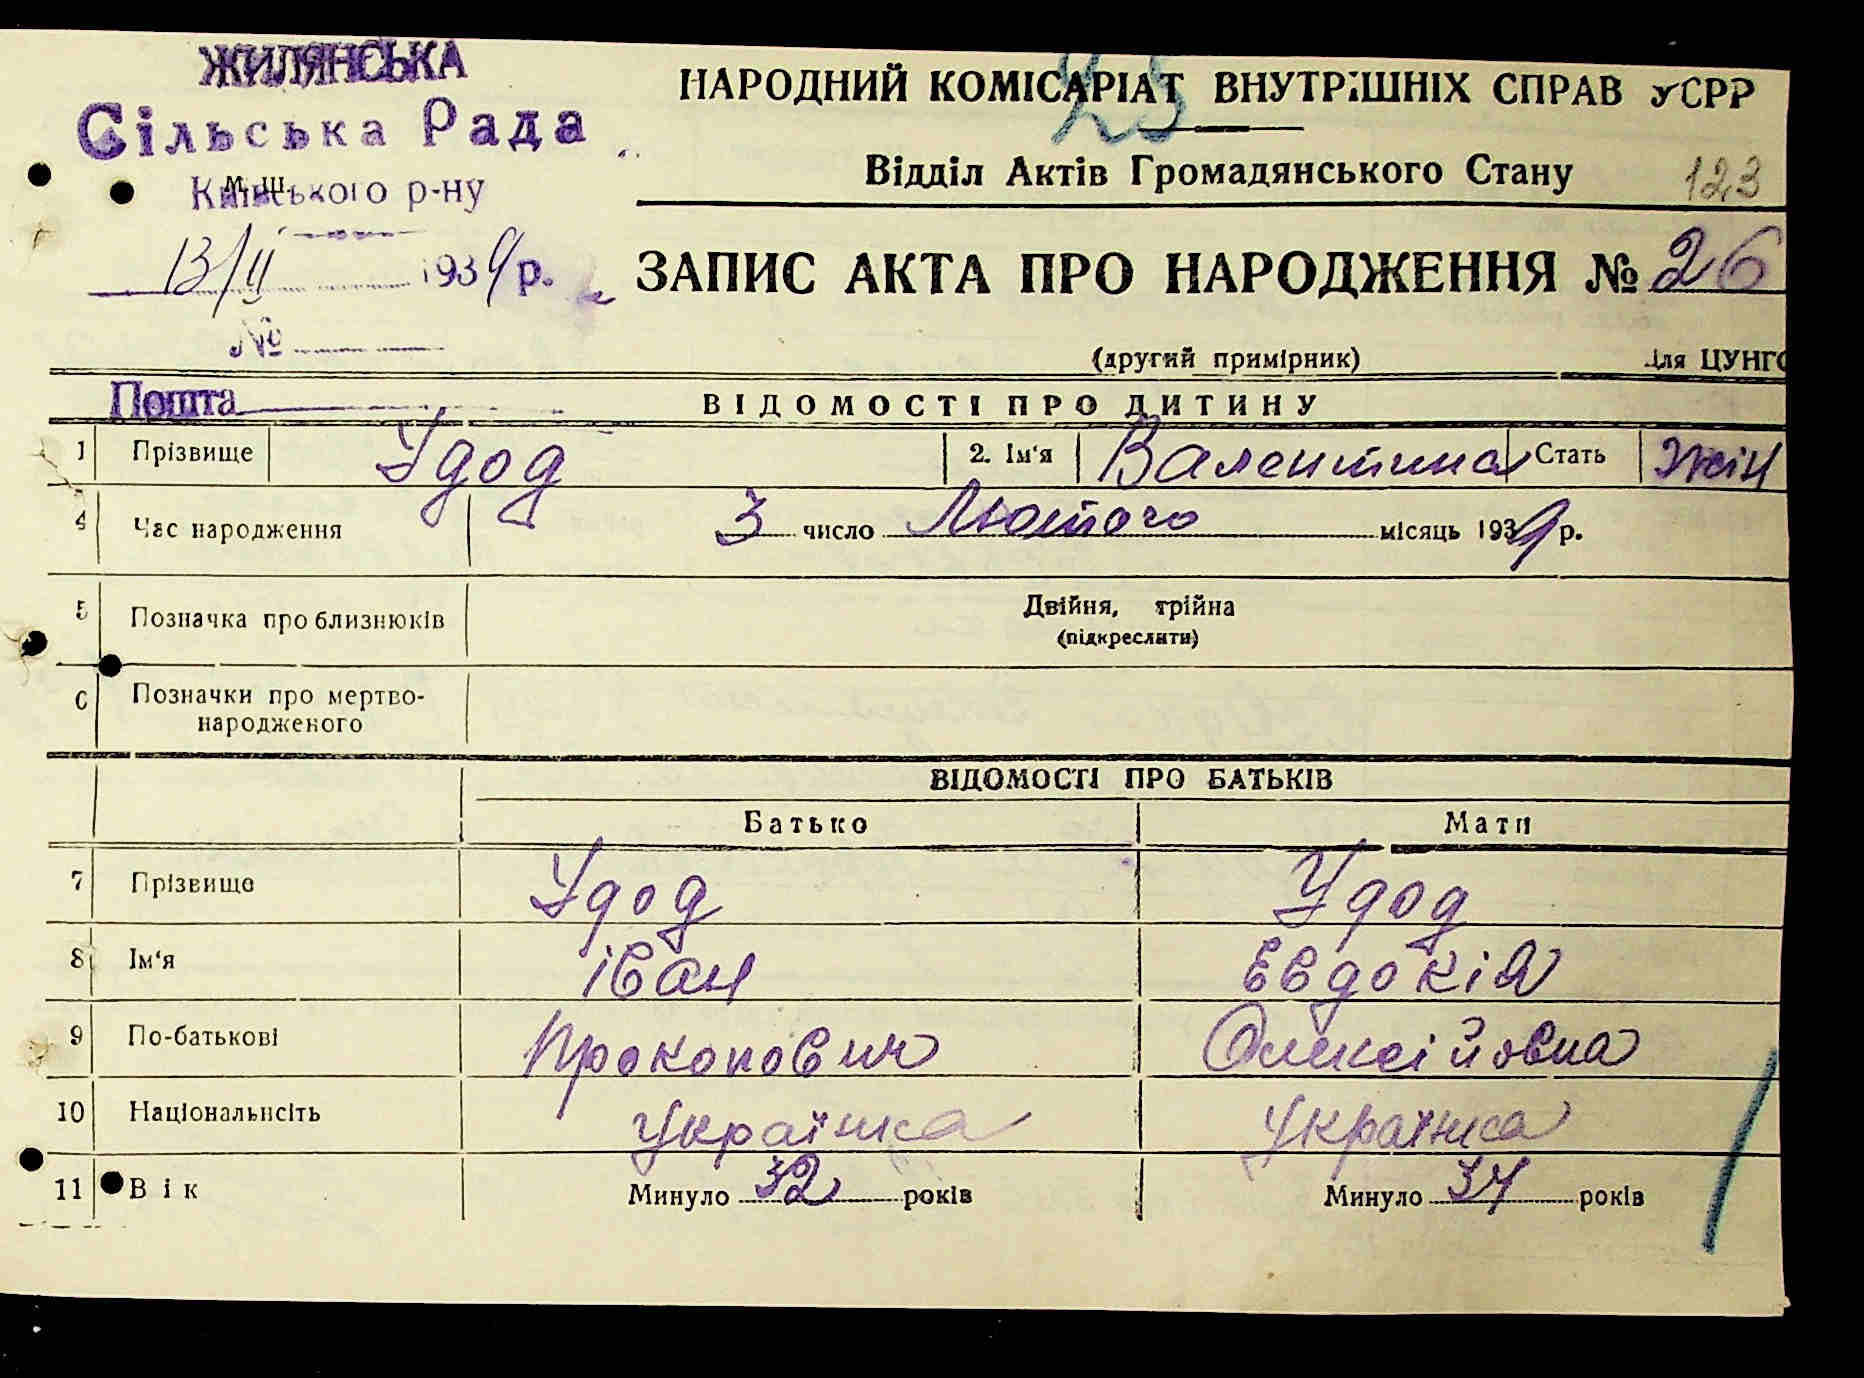 ЖИЛЯНСЬКА
Сільська Рада
Київського р-ну
М. Ш.
13/II 1939 р.
№
Пошта
25
НАРОДНИЙ КОМІСАРІАТ ВНУТРІШНІХ СПРАВ УСРР
Відділ Актів Громадянського Стану
123
ЗАПИС АКТА ПРО НАРОДЖЕННЯ № 26
(другий примірник) Для ЦУНГО
ВІДОМОСТІ ПРО ДИТИНУ
1 Прізвище Удод 2. Ім'я Валентина Стать жін
4 Час народження 3 число Лютого місяць 1939 р.
5 Позначка про близнюків Двійня, трійна
(підкреслити)
6 Позначки про мертво-
народженого
ВІДОМОСТІ ПРО БАТЬКІВ
Батько Мати
7 Прізвище Удод Удод
8 Ім'я іван Евдокія
9 По-батькові Прокопович Олексійовна
10 Національність Українка Українка
11 Вік Минуло 32 років Минуло 34 років